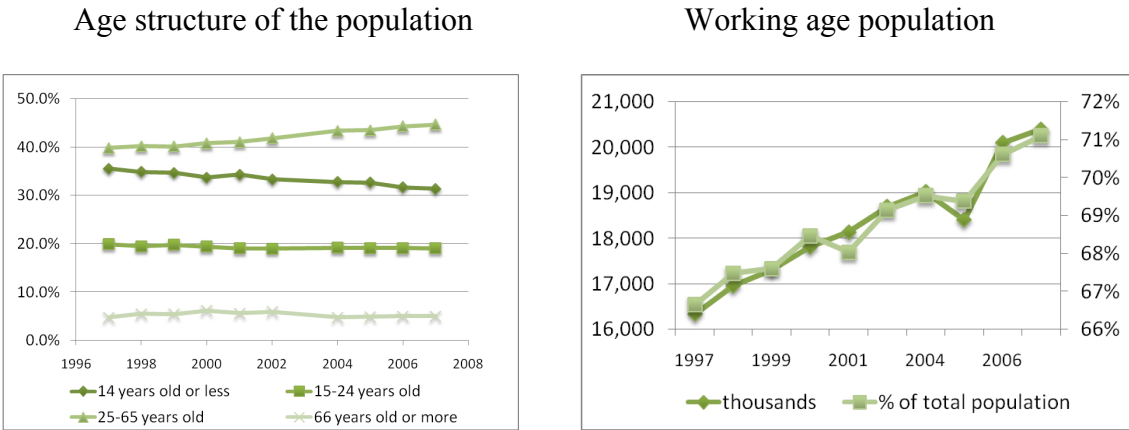 Age structure of the population
Working age population
50.0%
40.0%
30.0%
20.0%
10.0%
0.0%
1996 1998 2000 2002 2004 2006 2008
14 years old or less 15-24 years old
25-65 years old 66 years old or more
21,000 72%
20,000 71%
19,000 70%
18,000 69%
17,000 68%
16,000 67%
66%
1997 1999 2001 2004 2006
thousands % of total population